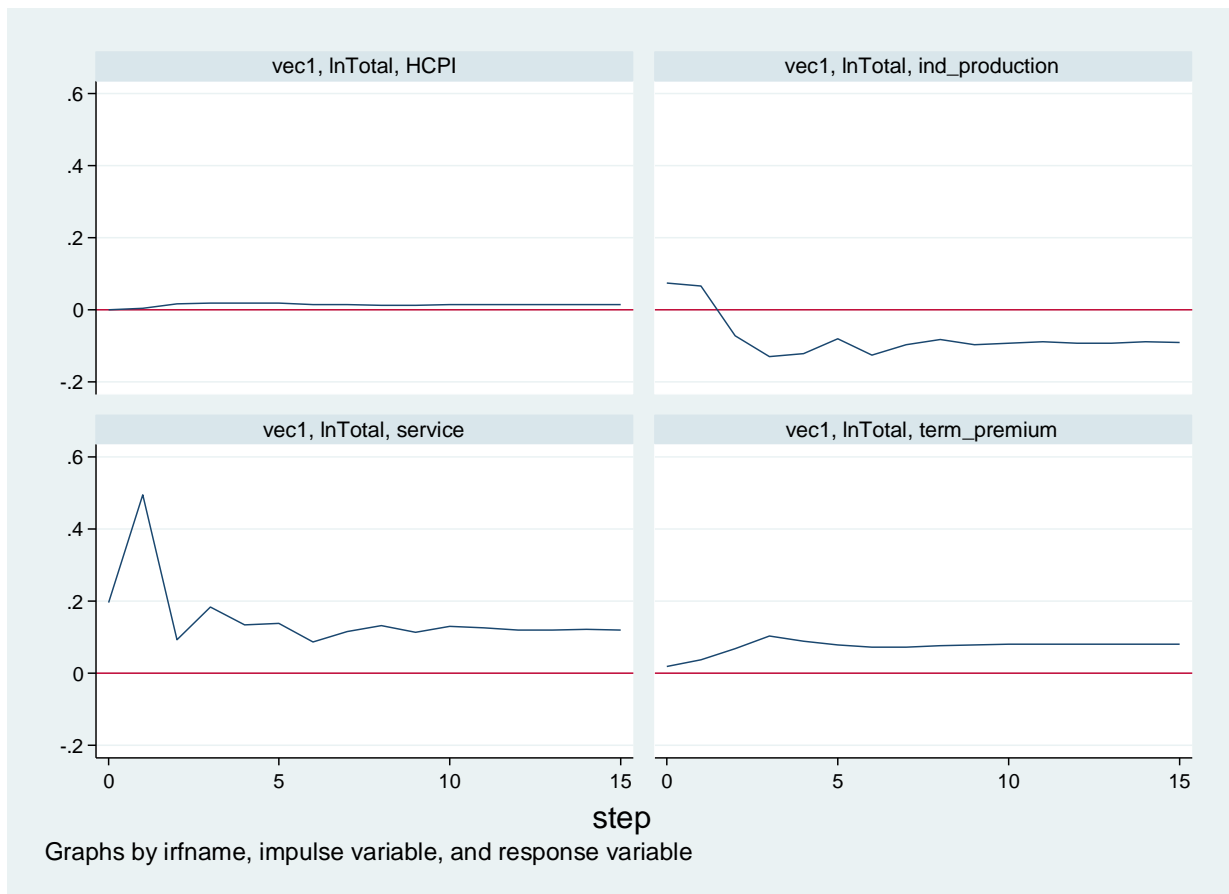 vec1, lnTotal, HCPI
vec1, lnTotal, ind_production
.6
.4
.2
0
-.2
vec1, lnTotal, service
vec1, lnTotal, term_premium
.6
.4
.2
0
-.2
0 5 10 15 0 5 10 15
step
Graphs by irfname, impulse variable, and response variable